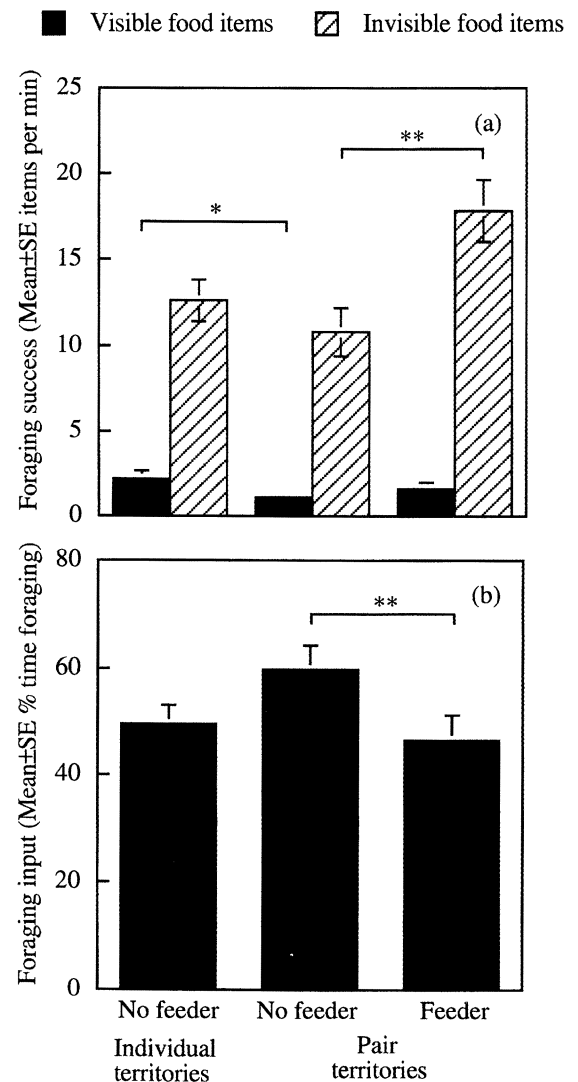 Visible food items
Invisible food items
Foraging success (Mean±SE items per min)
25
20
15
10
5
0
(a)
*
**
Foraging input (Mean±SE % time foraging)
80
60
40
20
0
(b)
**
No feeder
No feeder
Feeder
Individual
territories
Pair
territories